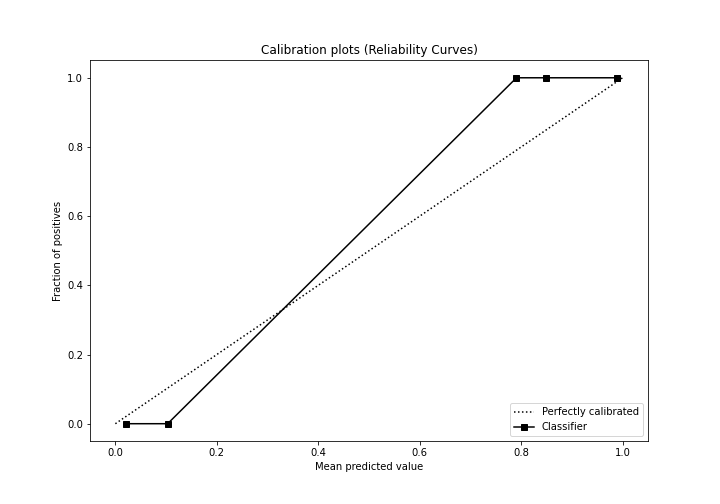 Calibration plots (Reliability Curves)
1.0
0.8
0.6
0.4
0.2
0.0
Fraction of positives
Perfectly calibrated
Classifier
0.0 0.2 0.4 0.6 0.8 1.0
Mean predicted value